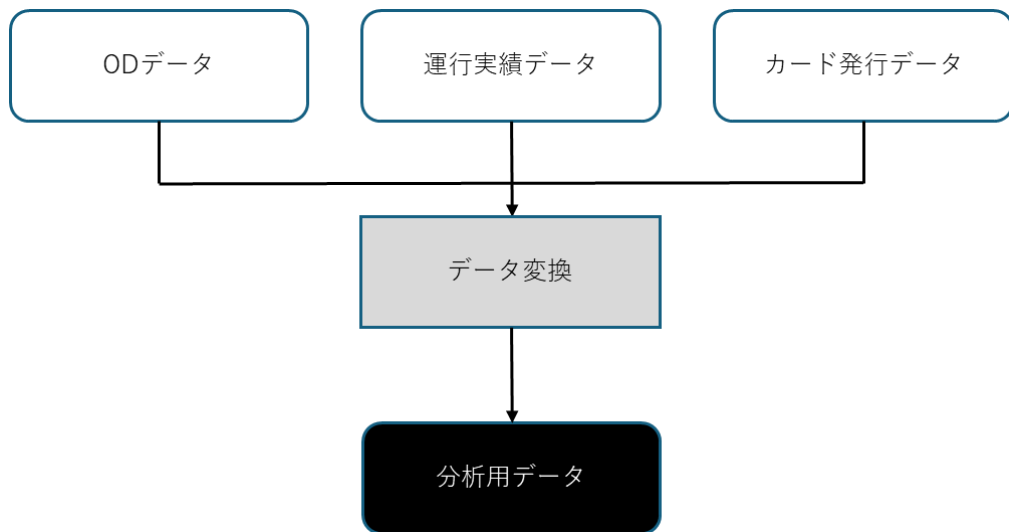 ODデータ
運行実績データ
カード発行データ
データ変換
分析用データ